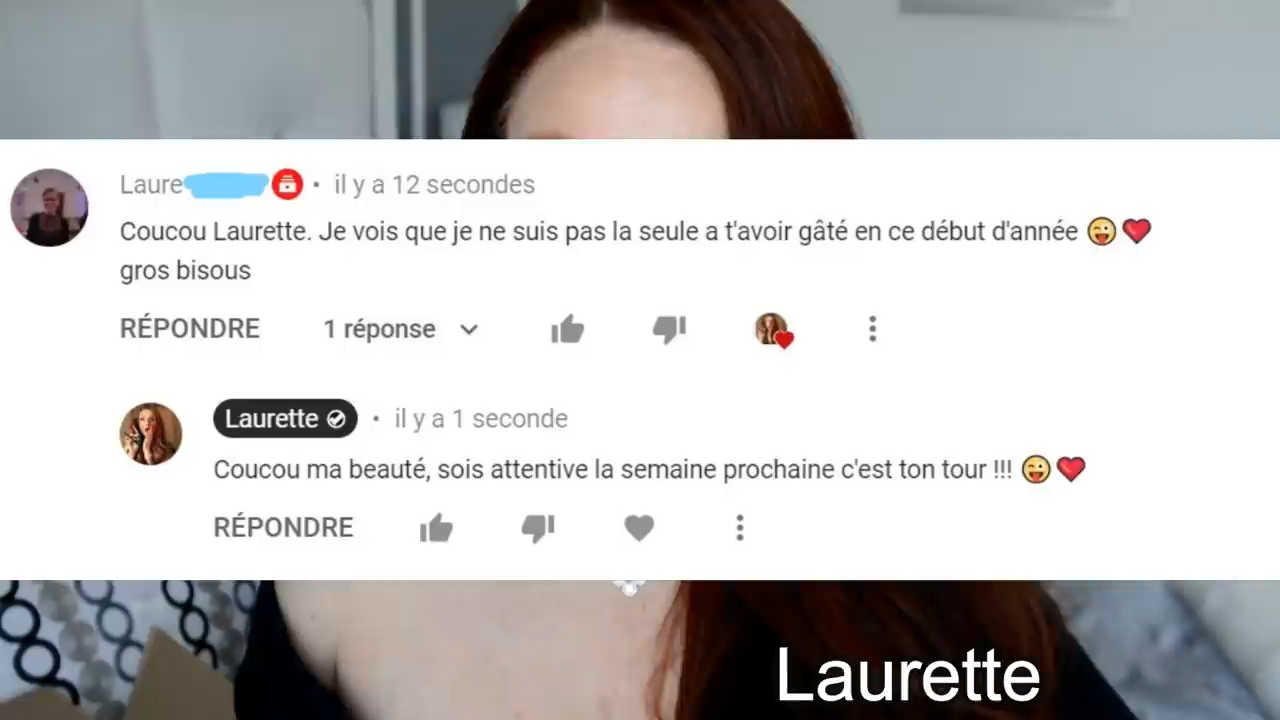 Laure • il y a 12 secondes
Coucou Laurette. Je vois que je ne suis pas la seule a t'avoir gâté en ce début d'année 😜❤️
gros bisous
RÉPONDRE 1 réponse
Laurette • il y a 1 seconde
Coucou ma beauté, sois attentive la semaine prochaine c'est ton tour !!! 😜❤️
RÉPONDRE
Laurette